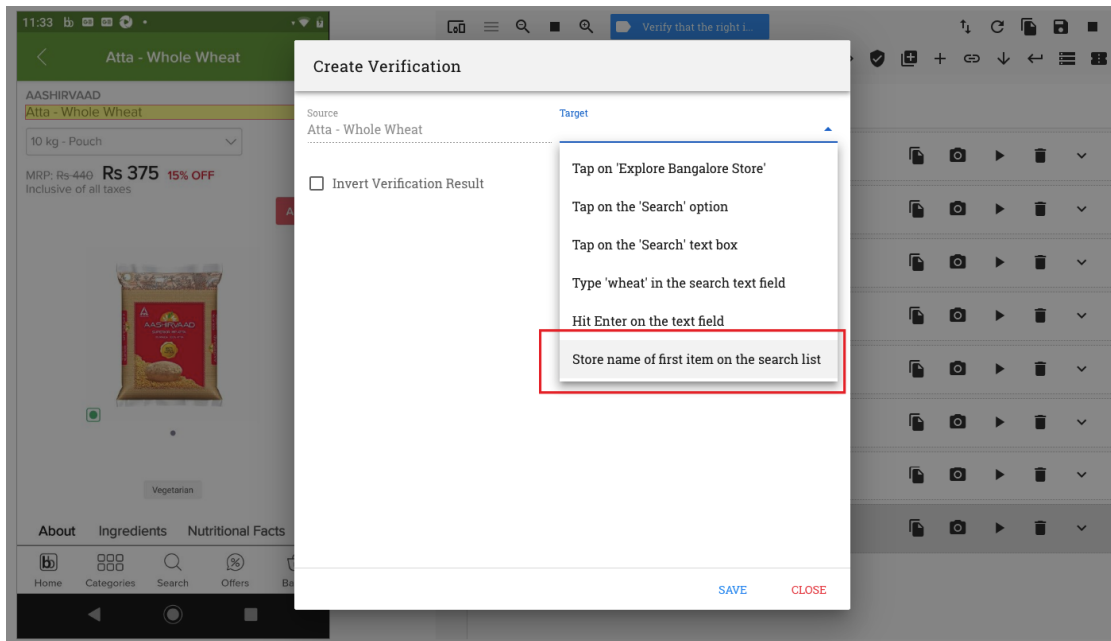 11:33
Verify that the right i...
Atta - Whole Wheat
Create Verification
AASHIRVAAD
Atta - Whole Wheat
Source
Target
Atta - Whole Wheat
10 kg - Pouch
MRP: Rs 440 Rs 375 15% OFF
Inclusive of all taxes
Invert Verification Result
A
Tap on 'Explore Bangalore Store'
Tap on the 'Search' option
Tap on the 'Search' text box
Type 'wheat' in the search text field
Hit Enter on the text field
Store name of first item on the search list
AASHIRVAAD
Vegetarian
About Ingredients Nutritional Facts
Home Categories Search Offers Ba
SAVE CLOSE